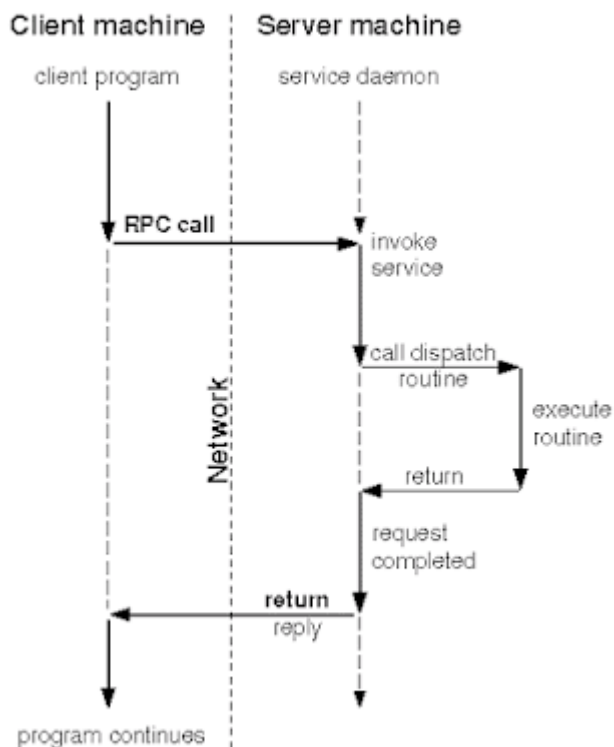 Client machine
Server machine
client program
service daemon
RPC call
invoke
service
call dispatch
routine
execute
routine
Network
return
request
completed
return
reply
program continues